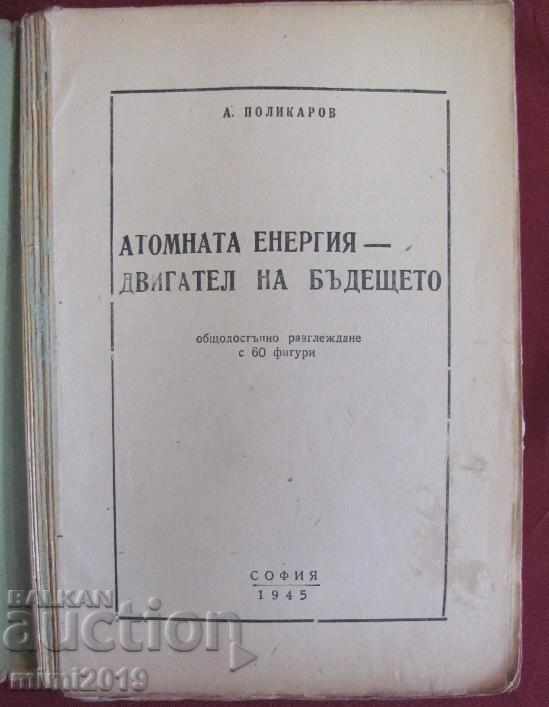 А. ПОЛИКАРОВ
АТОМНАТА ЕНЕРГИЯ —
ДВИГАТЕЛ НА БЪДЕЩЕТО
общодостъпно разглеждане
с 60 фигури
СОФИЯ
1945
BALKAN
auction
mimi2019